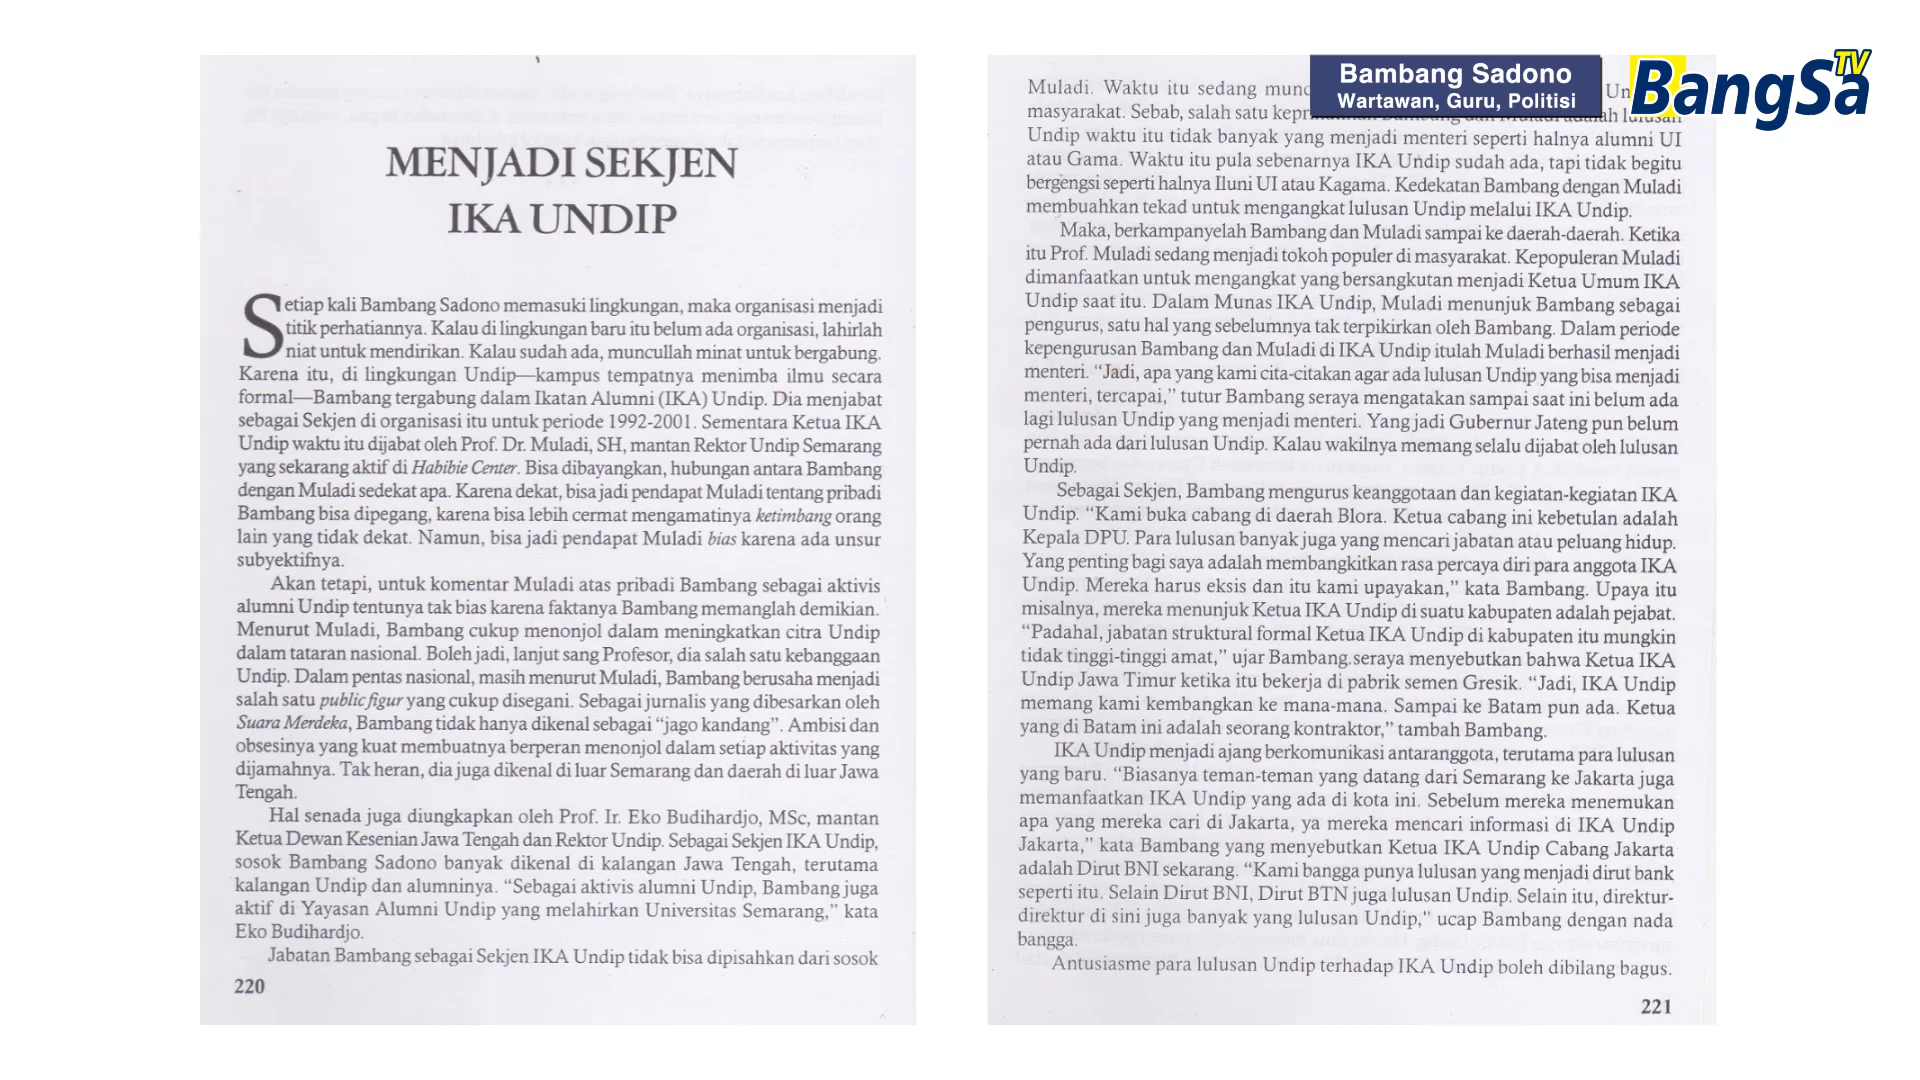 MENJADI SEKJEN
IKA UNDIP
Setiap kali Bambang Sadono memasuki lingkungan, maka organisasi menjadi
titik perhatiannya. Kalau di lingkungan baru itu belum ada organisasi, lahirlah
niat untuk mendirikan. Kalau sudah ada, muncullah minat untuk bergabung.
Karena itu, di lingkungan Undip—kampus tempatnya menimba ilmu secara
formal—Bambang tergabung dalam Ikatan Alumni (IKA) Undip. Dia menjabat
sebagai Sekjen di organisasi itu untuk periode 1992-2001. Sementara Ketua IKA
Undip waktu itu dijabat oleh Prof. Dr. Muladi, SH, mantan Rektor Undip Semarang
yang sekarang aktif di Habibie Center. Bisa dibayangkan, hubungan antara Bambang
dengan Muladi sedekat apa. Karena dekat, bisa jadi pendapat Muladi tentang pribadi
Bambang bisa dipegang, karena bisa lebih cermat mengamatinya ketimbang orang
lain yang tidak dekat. Namun, bisa jadi pendapat Muladi bias karena ada unsur
subyektifnya.
Akan tetapi, untuk komentar Muladi atas pribadi Bambang sebagai aktivis
alumni Undip tentunya tak bias karena faktanya Bambang memanglah demikian.
Menurut Muladi, Bambang cukup menonjol dalam meningkatkan citra Undip
dalam tataran nasional. Boleh jadi, lanjut sang Profesor, dia salah satu kebanggaan
Undip. Dalam pentas nasional, masih menurut Muladi, Bambang berusaha menjadi
salah satu public figur yang cukup disegani. Sebagai jurnalis yang dibesarkan oleh
Suara Merdeka, Bambang tidak hanya dikenal sebagai “jago kandang”. Ambisi dan
obsesinya yang kuat membuatnya berperan menonjol dalam setiap aktivitas yang
dijamahnya. Tak heran, dia juga dikenal di luar Semarang dan daerah di luar Jawa
Tengah.
Hal senada juga diungkapkan oleh Prof. Ir. Eko Budihardjo, MSc, mantan
Ketua Dewan Kesenian Jawa Tengah dan Rektor Undip. Sebagai Sekjen IKA Undip,
sosok Bambang Sadono banyak dikenal di kalangan Jawa Tengah, terutama
kalangan Undip dan alumninya. “Sebagai aktivis alumni Undip, Bambang juga
aktif di Yayasan Alumni Undip yang melahirkan Universitas Semarang,” kata
Eko Budihardjo.
Jabatan Bambang sebagai Sekjen IKA Undip tidak bisa dipisahkan dari sosok
220
Bambang Sadono
Wartawan, Guru, Politisi
BangSa TV
Muladi. Waktu itu sedang
masyarakat. Sebab, salah satu Bambang dan Muladi adalah lulusan
Undip waktu itu tidak banyak yang menjadi menteri seperti halnya alumni UI
atau Gama. Waktu itu pula sebenarnya IKA Undip sudah ada, tapi tidak begitu
bergengsi seperti halnya Iluni UI atau Kagama. Kedekatan Bambang dengan Muladi
membuahkan tekad untuk mengangkat lulusan Undip melalui IKA Undip.
Maka, berkampanyelah Bambang dan Muladi sampai ke daerah-daerah. Ketika
itu Prof. Muladi sedang menjadi tokoh populer di masyarakat. Kepopuleran Muladi
dimanfaatkan untuk mengangkat yang bersangkutan menjadi Ketua Umum IKA
Undip saat itu. Dalam Munas IKA Undip, Muladi menunjuk Bambang sebagai
pengurus, satu hal yang sebelumnya tak terpikirkan oleh Bambang. Dalam periode
kepengurusan Bambang dan Muladi di IKA Undip itulah Muladi berhasil menjadi
menteri. “Jadi, apa yang kami cita-citakan agar ada lulusan Undip yang bisa menjadi
menteri, tercapai,” tutur Bambang seraya mengatakan sampai saat ini belum ada
lagi lulusan Undip yang menjadi menteri. Yang jadi Gubernur Jateng pun belum
pernah ada dari lulusan Undip. Kalau wakilnya memang selalu dijabat oleh lulusan
Undip.
Sebagai Sekjen, Bambang mengurus keanggotaan dan kegiatan-kegiatan IKA
Undip. “Kami buka cabang di daerah Blora. Ketua cabang ini kebetulan adalah
Kepala DPU. Para lulusan banyak juga yang mencari jabatan atau peluang hidup.
Yang penting bagi saya adalah membangkitkan rasa percaya diri para anggota IKA
Undip. Mereka harus eksis dan itu kami upayakan,” kata Bambang. Upaya itu
misalnya, mereka menunjuk Ketua IKA Undip di suatu kabupaten adalah pejabat.
“Padahal, jabatan struktural formal Ketua IKA Undip di kabupaten itu mungkin
tidak tinggi-tinggi amat,” ujar Bambang.seraya menyebutkan bahwa Ketua IKA
Undip Jawa Timur ketika itu bekerja di pabrik semen Gresik. “Jadi, IKA Undip
memang kami kembangkan ke mana-mana. Sampai ke Batam pun ada. Ketua
yang di Batam ini adalah seorang kontraktor,” tambah Bambang.
IKA Undip menjadi ajang berkomunikasi antaranggota, terutama para lulusan
yang baru. “Biasanya teman-teman yang datang dari Semarang ke Jakarta juga
memanfaatkan IKA Undip yang ada di kota ini. Sebelum mereka menemukan
apa yang mereka cari di Jakarta, ya mereka mencari informasi di IKA Undip
Jakarta,” kata Bambang yang menyebutkan Ketua IKA Undip Cabang Jakarta
adalah Dirut BNI sekarang. “Kami bangga punya lulusan yang menjadi dirut bank
seperti itu. Selain Dirut BNI, Dirut BTN juga lulusan Undip. Selain itu, direktur-
direktur di sini juga banyak yang lulusan Undip,” ucap Bambang dengan nada
bangga.
Antusiasme para lulusan Undip terhadap IKA Undip boleh dibilang bagus.
221